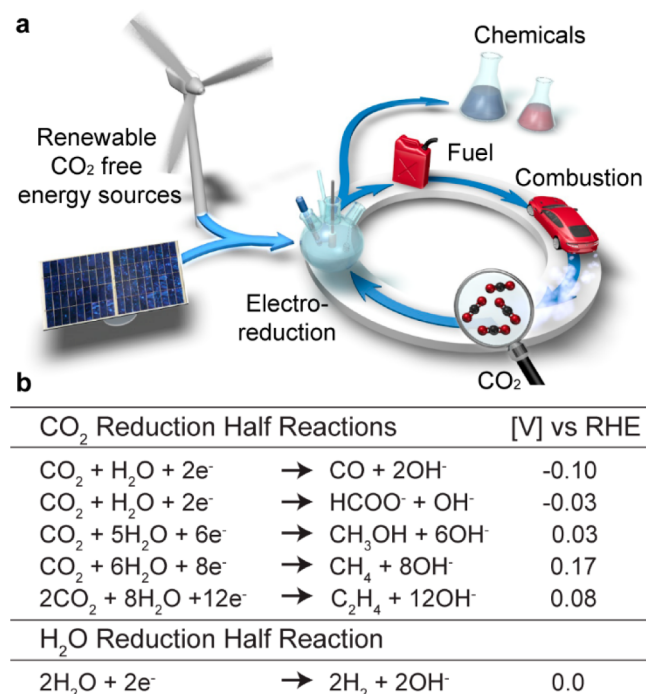 a
Chemicals
Renewable
CO₂ free
energy sources
Fuel
Combustion
Electro-
reduction
CO₂
b
CO₂ Reduction Half Reactions [V] vs RHE
CO₂ + H₂O + 2e⁻ → CO + 2OH⁻ -0.10
CO₂ + H₂O + 2e⁻ → HCOO⁻ + OH⁻ -0.03
CO₂ + 5H₂O + 6e⁻ → CH₃OH + 6OH⁻ 0.03
CO₂ + 6H₂O + 8e⁻ → CH₄ + 8OH⁻ 0.17
2CO₂ + 8H₂O +12e⁻ → C₂H₄ + 12OH⁻ 0.08
H₂O Reduction Half Reaction
2H₂O + 2e⁻ → 2H₂ + 2OH⁻ 0.0